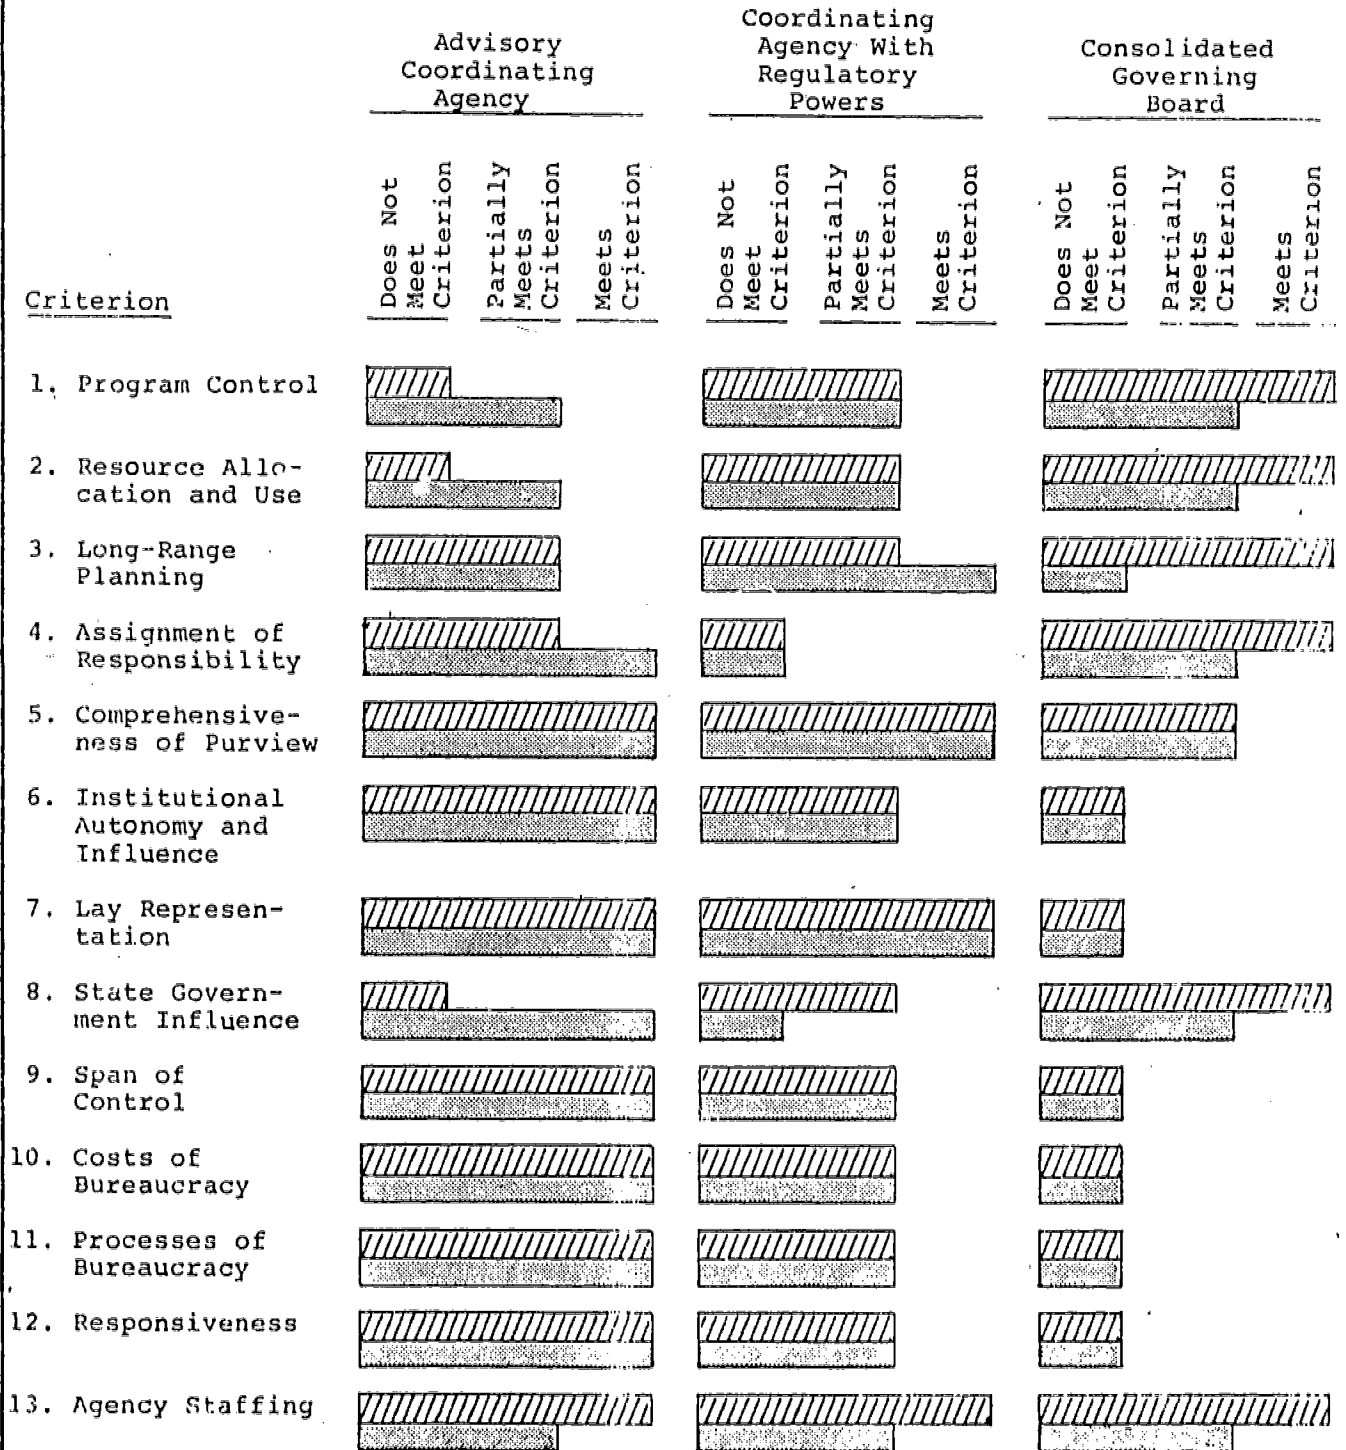 Advisory
Coordinating
Agency
Coordinating
Agency With
Regulatory
Powers
Consolidated
Governing
Board
Criterion
Does Not
Meet
Criterion
Partially
Meets
Criterion
Meets
Criterion
Does Not
Meet
Criterion
Partially
Meets
Criterion
Meets
Criterion
Does Not
Meet
Criterion
Partially
Meets
Criterion
Meets
Criterion
1. Program Control
2. Resource Allo-
cation and Use
3. Long-Range
Planning
4. Assignment of
Responsibility
5. Comprehensive-
ness of Purview
6. Institutional
Autonomy and
Influence
7. Lay Represen-
tation
8. State Govern-
ment Influence
9. Span of
Control
10. Costs of
Bureaucracy
11. Processes of
Bureaucracy
12. Responsiveness
13. Agency Staffing